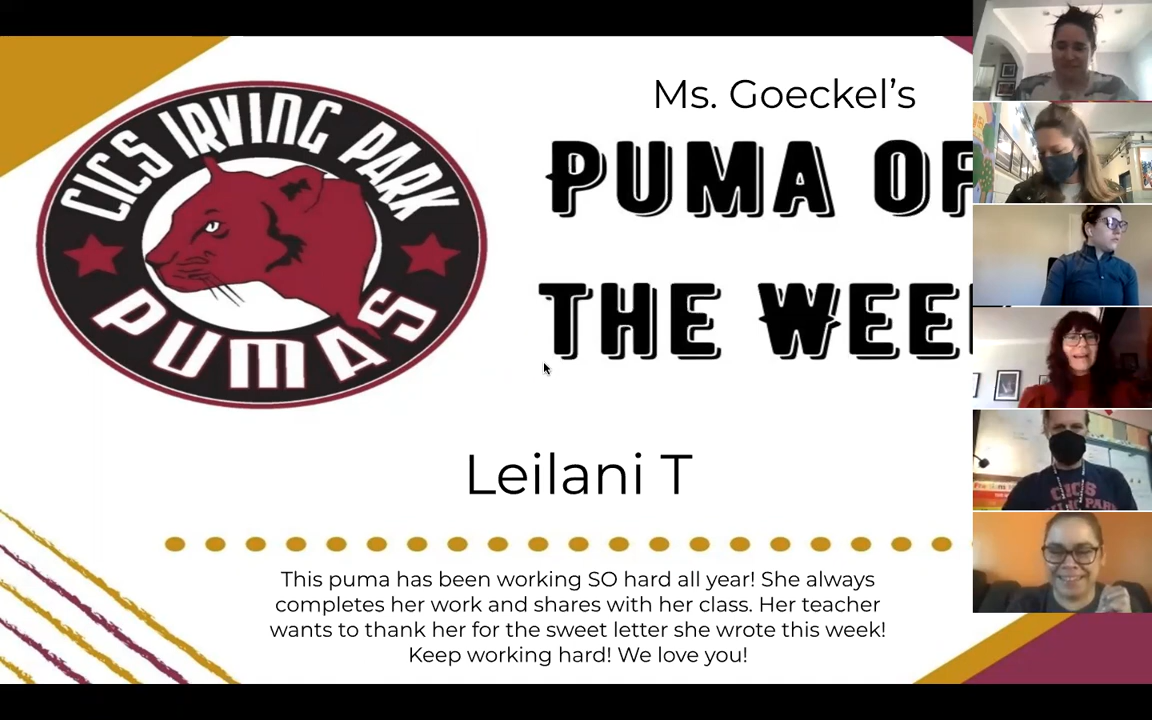 CICS IRVING PARK
PUMAS
Ms. Goeckel's
PUMA OF
THE WEE
Leilani T
This puma has been working SO hard all year! She always
completes her work and shares with her class. Her teacher
wants to thank her for the sweet letter she wrote this week!
Keep working hard! We love you!
CICS